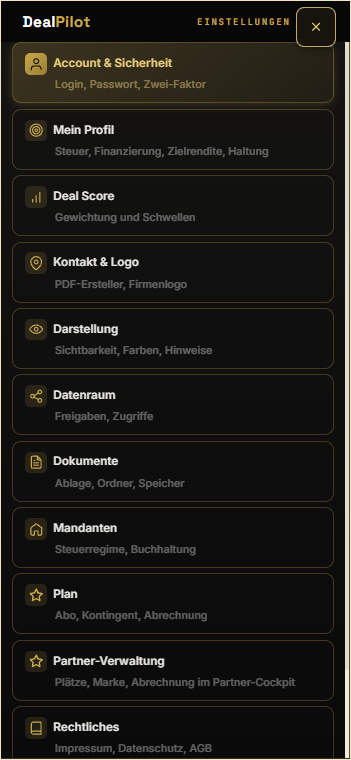 DealPilot
EINSTELLUNGEN
Account & Sicherheit
Login, Passwort, Zwei-Faktor
Mein Profil
Steuer, Finanzierung, Zielrendite, Haltung
Deal Score
Gewichtung und Schwellen
Kontakt & Logo
PDF-Ersteller, Firmenlogo
Darstellung
Sichtbarkeit, Farben, Hinweise
Datenraum
Freigaben, Zugriffe
Dokumente
Ablage, Ordner, Speicher
Mandanten
Steuerregime, Buchhaltung
Plan
Abo, Kontingent, Abrechnung
Partner-Verwaltung
Plätze, Marke, Abrechnung im Partner-Cockpit
Rechtliches
Impressum, Datenschutz, AGB